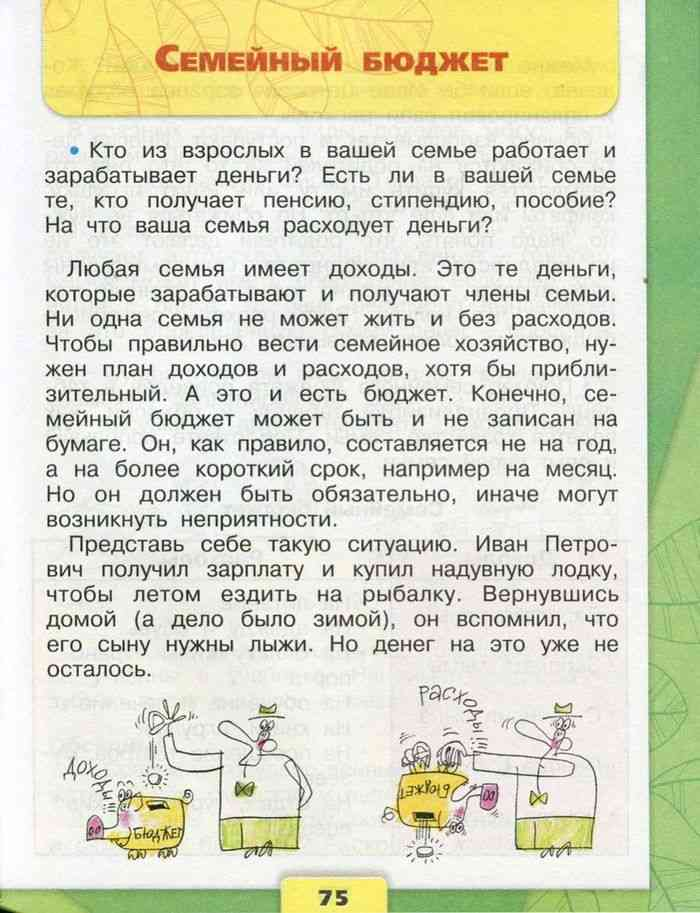 Семейный бюджет
• Кто из взрослых в вашей семье работает и
зарабатывает деньги? Есть ли в вашей семье
те, кто получает пенсию, стипендию, пособие?
На что ваша семья расходует деньги?
Любая семья имеет доходы. Это те деньги,
которые зарабатывают и получают члены семьи.
Ни одна семья не может жить и без расходов.
Чтобы правильно вести семейное хозяйство, ну-
жен план доходов и расходов, хотя бы прибли-
зительный. А это и есть бюджет. Конечно, се-
мейный бюджет может быть и не записан на
бумаге. Он, как правило, составляется не на год,
а на более короткий срок, например на месяц.
Но он должен быть обязательно, иначе могут
возникнуть неприятности.
Представь себе такую ситуацию. Иван Петро-
вич получил зарплату и купил надувную лодку,
чтобы летом ездить на рыбалку. Вернувшись
домой (а дело было зимой), он вспомнил, что
его сыну нужны лыжи. Но денег на это уже не
осталось.
ДОХОДЫ
БЮДЖЕТ
РАСХОДЫ!!!
БЮДЖЕТ
75